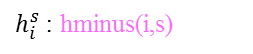 h_i^s : hminus(i,s)